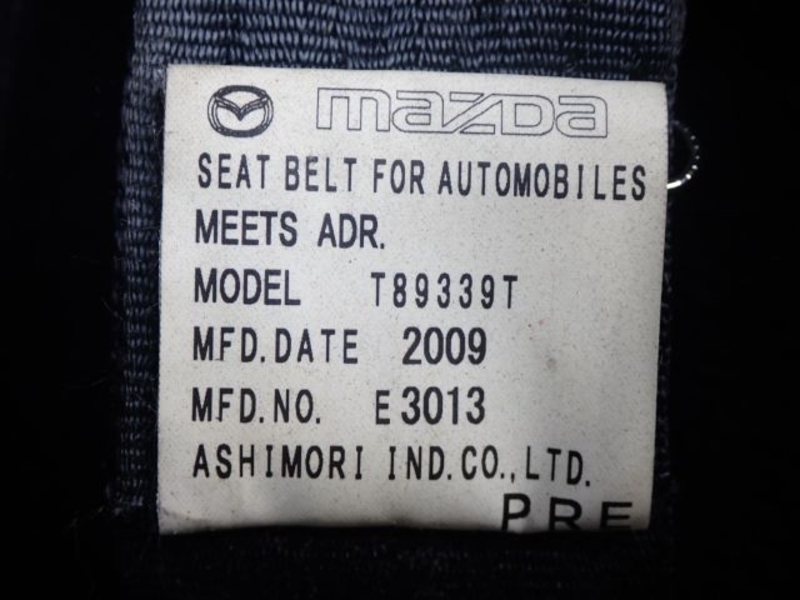 mazda
SEAT BELT FOR AUTOMOBILES
MEETS ADR.
MODEL T89339T
MFD.DATE 2009
MFD.NO. E3013
ASHIMORI IND.CO.,LTD.
PRE